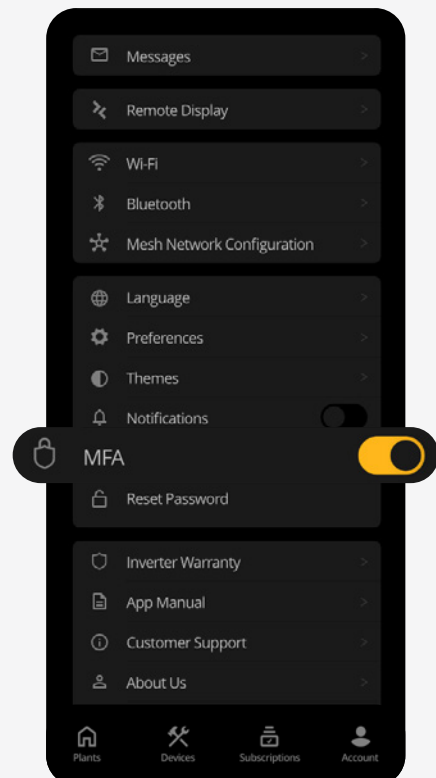 Messages
Remote Display
Wi-Fi
Bluetooth
Mesh Network Configuration
Language
Preferences
Themes
Notifications
MFA
Reset Password
Inverter Warranty
App Manual
Customer Support
About Us
Plants Devices Subscriptions Account